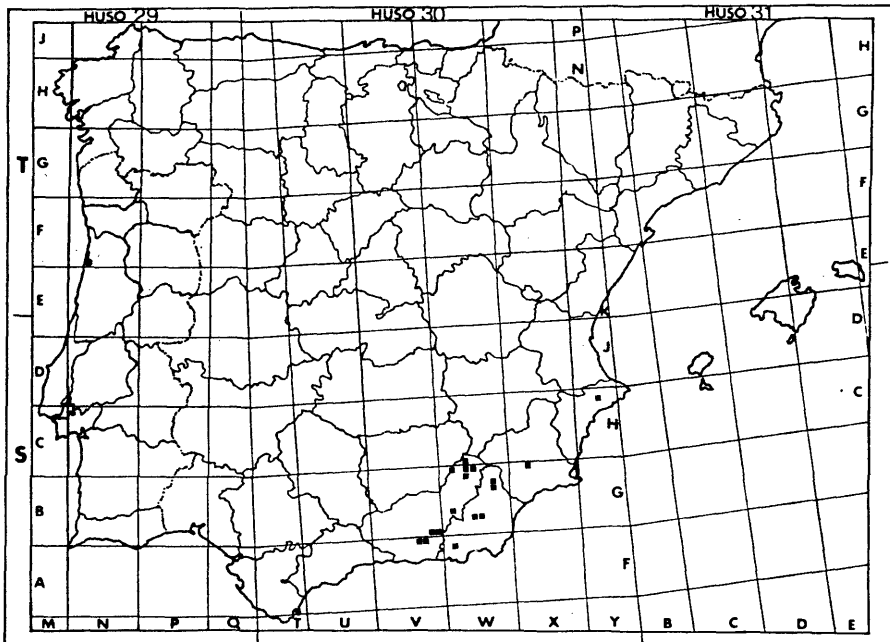 HUSO 29 HUSO 30 HUSO 31
J P H
N
H G
T G F
F E
E K D
J
D C
H
S C
G
B
F
A
M N P Q T U V W X Y B C D E